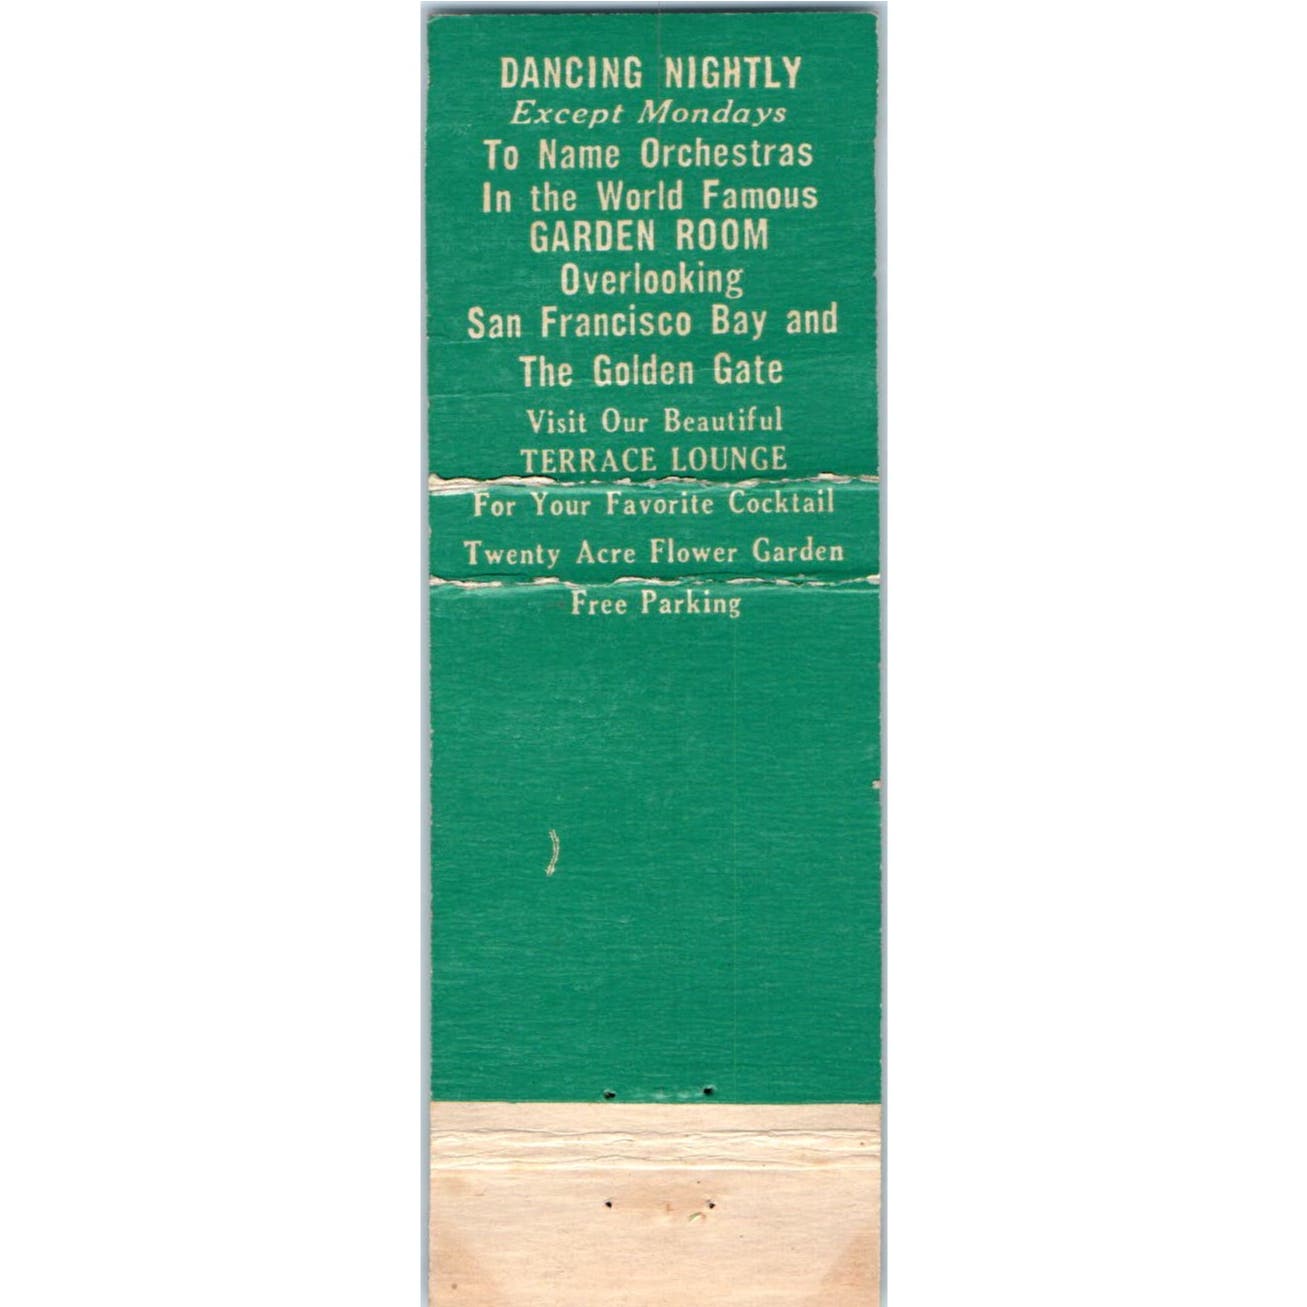 DANCING NIGHTLY
Except Mondays
To Name Orchestras
In the World Famous
GARDEN ROOM
Overlooking
San Francisco Bay and
The Golden Gate
Visit Our Beautiful
TERRACE LOUNGE
For Your Favorite Cocktail
Twenty Acre Flower Garden
Free Parking